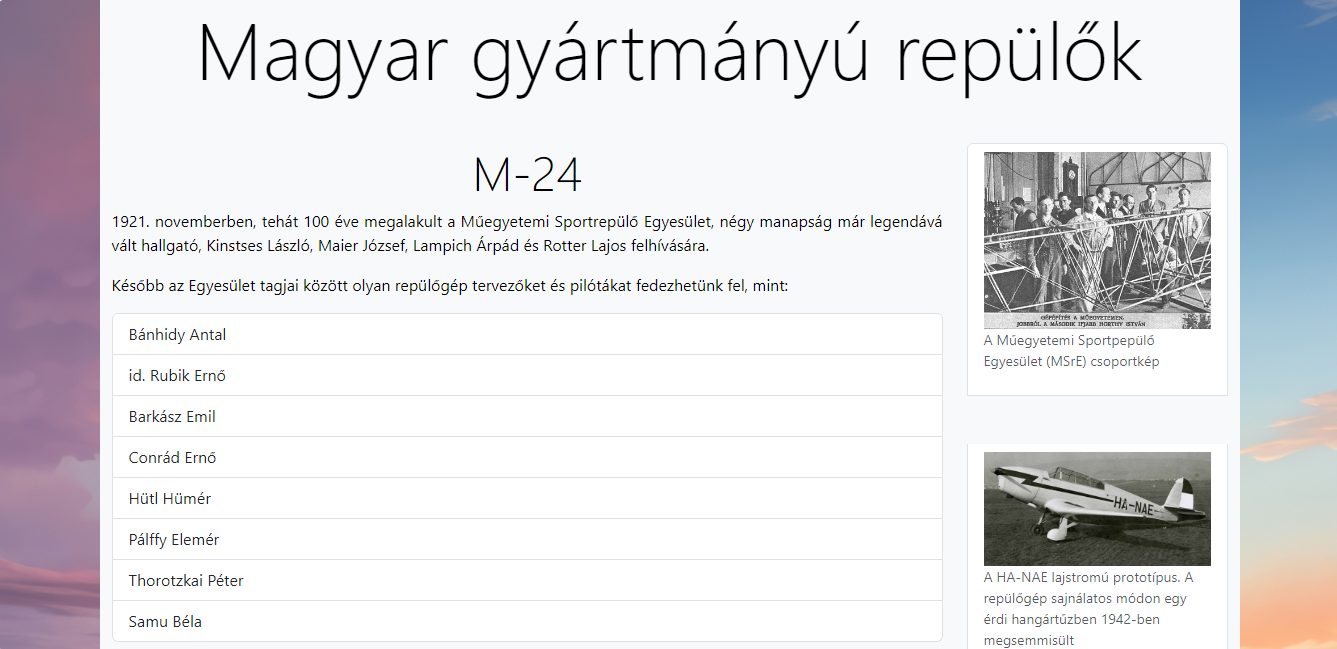 Magyar gyártmányú repülők
M-24
1921. novemberben, tehát 100 éve megalakult a Műegyetemi Sportrepülő Egyesület, négy manapság már legendává
vált hallgató, Kinstses László, Maier József, Lampich Árpád és Rotter Lajos felhívására.
Később az Egyesület tagjai között olyan repülőgép tervezőket és pilótákat fedezhetünk fel, mint:
Bánhidy Antal
id. Rubik Ernő
Barkász Emil
Conrád Ernő
Hütl Hümér
Pálffy Elemér
Thorotzkai Péter
Samu Béla
GÉPÉPITÉS A MŰEGYETEMEN,
JOBBRÓL A MÁSODIK IFJABB HORTHY ISTVÁN
A Műegyetemi Sportpepülő
Egyesület (MSrE) csoportkép
HA-NAE
A HA-NAE lajstromú prototípus. A
repülőgép sajnálatos módon egy
érdi hangártűzben 1942-ben
megsemmisült